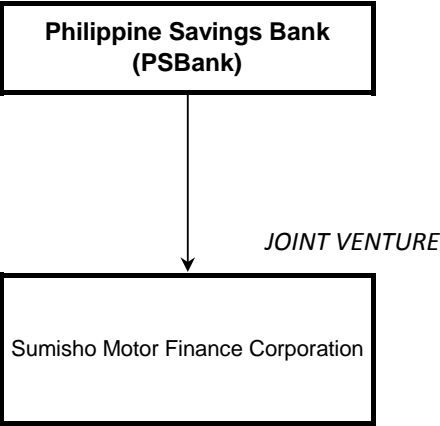 Philippine Savings Bank
(PSBank)
JOINT VENTURE
Sumisho Motor Finance Corporation